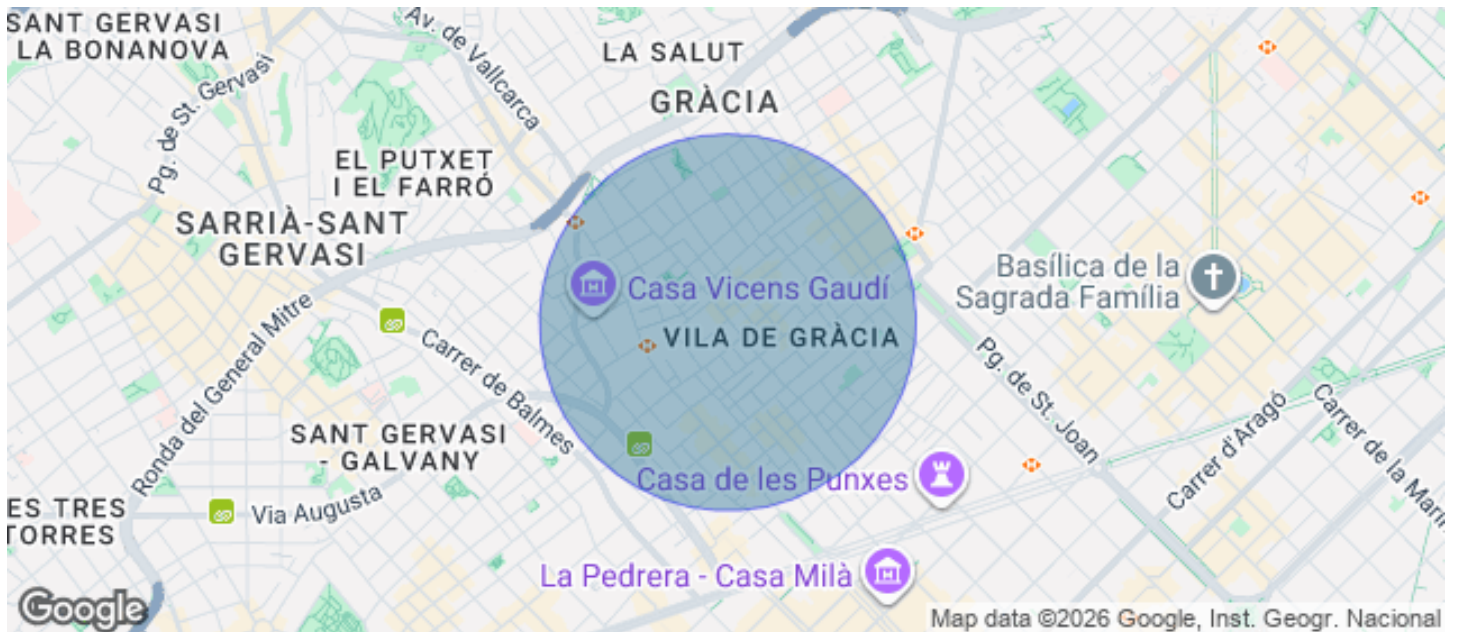 SANT GERVASI
LA BONANOVA
Av. de Vallcarca
LA SALUT
GRÀCIA
Pg. de St. Gervasi
EL PUTXET
I EL FARRÓ
SARRIÀ-SANT
GERVASI
Casa Vicens Gaudí
Basílica de la
Sagrada Família
VILA DE GRÀCIA
Ronda del General Mitre
Carrer de Balmes
Pg. de St. Joan
Carrer d'Aragó
Carrer de la Marin
SANT GERVASI
- GALVANY
Casa de les Punxes
ES TRES
TORRES
Via Augusta
La Pedrera - Casa Milà
Google
Map data ©2026 Google, Inst. Geogr. Nacional